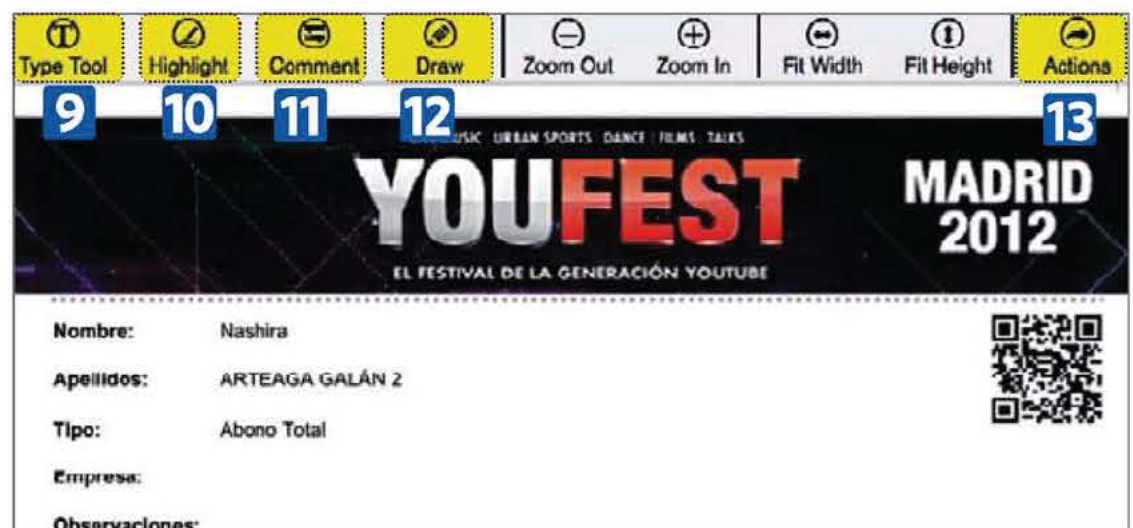 Type Tool Highlight Comment Draw Zoom Out Zoom In Fit Width Fit Height Actions
9 10 11 12 13
URBAN SPORTS DANCE FILMS TALKS
YOUFEST
MADRID
2012
EL FESTIVAL DE LA GENERACIÓN YOUTUBE
Nombre: Nashira
Apellidos: ARTEAGA GALÁN 2
Tipo: Abono Total
Empresa:
Observaciones: